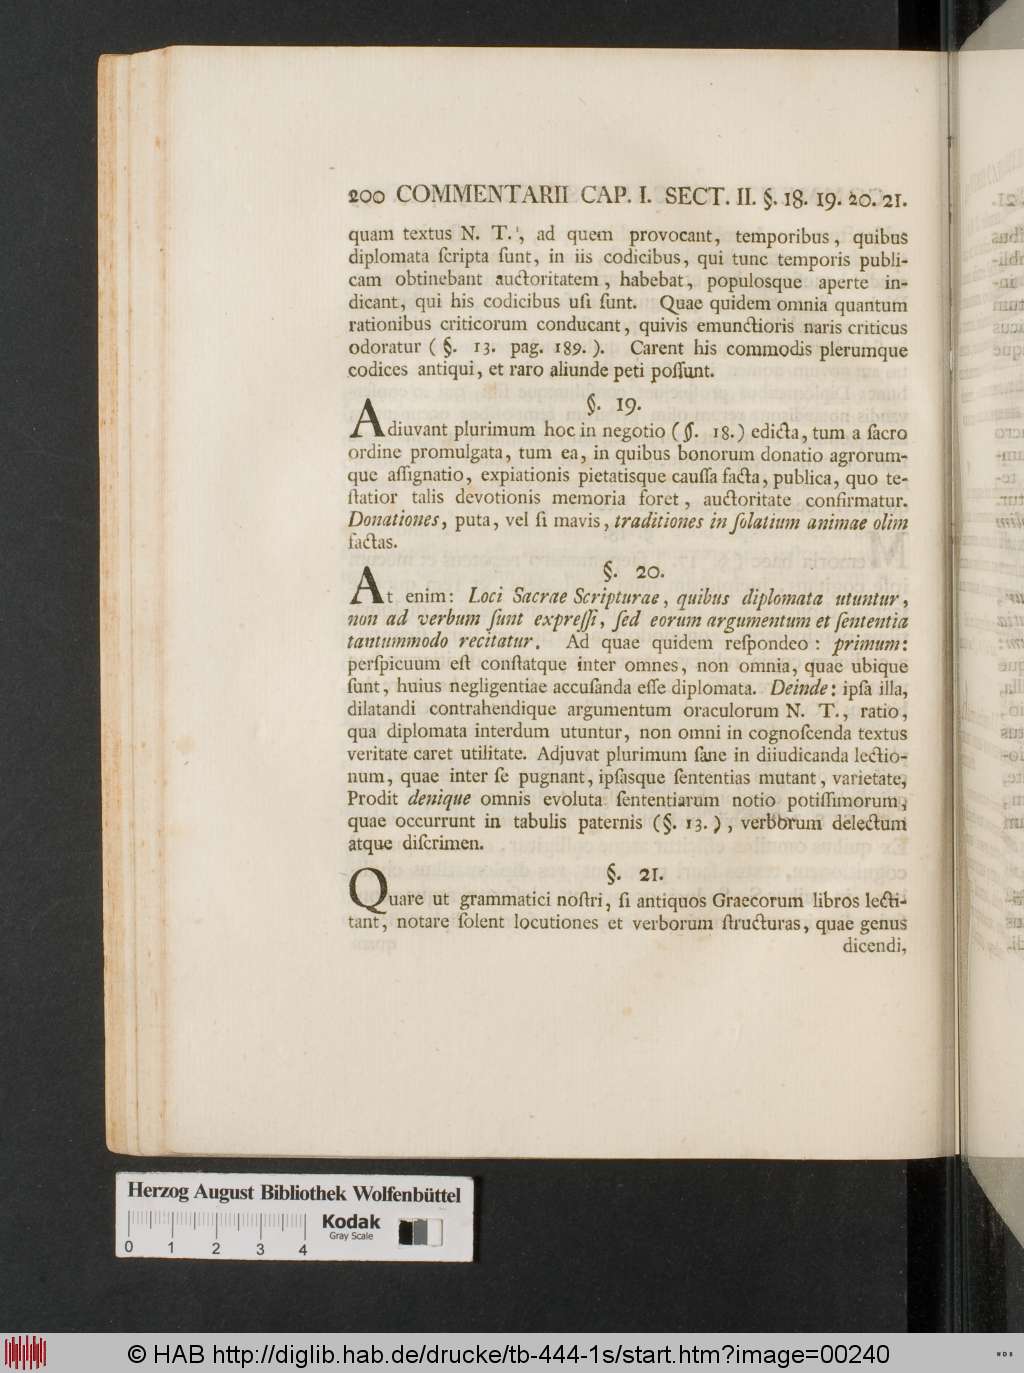 200 COMMENTARII CAP. I. SECT. II. §. 18. 19. 20. 21.
quam textus N. T., ad quem provocant, temporibus, quibus
diplomata ſcripta ſunt, in iis codicibus, qui tunc temporis publi-
cam obtinebant auctoritatem, habebat, populosque aperte in-
dicant, qui his codicibus uſi ſunt. Quae quidem omnia quantum
rationibus criticorum conducant, quivis emunctioris naris criticus
odoratur (§. 13. pag. 189.). Carent his commodis plerumque
codices antiqui, et raro aliunde peti poſſunt.
§. 19.
Adiuvant plurimum hoc in negotio (§. 18.) edicta, tum a ſacro
ordine promulgata, tum ea, in quibus bonorum donatio agrorum-
que aſſignatio, expiationis pietatisque cauſſa facta, publica, quo te-
ſtatior talis devotionis memoria foret, auctoritate confirmatur.
Donationes, puta, vel ſi mavis, traditiones in ſolatium animae olim
factas.
§. 20.
At enim: Loci Sacrae Scripturae, quibus diplomata utuntur,
non ad verbum ſunt expreſſi, ſed eorum argumentum et ſententia
tantummodo recitatur. Ad quae quidem reſpondeo: primum:
perſpicuum eſt conſtatque inter omnes, non omnia, quae ubique
ſunt, huius negligentiae accuſanda eſſe diplomata. Deinde: ipſa illa,
dilatandi contrahendique argumentum oraculorum N. T., ratio,
qua diplomata interdum utuntur, non omni in cognoſcenda textus
veritate caret utilitate. Adjuvat plurimum ſane in diiudicanda lectio-
num, quae inter ſe pugnant, ipſasque ſententias mutant, varietate,
Prodit denique omnis evoluta ſententiarum notio potiſſimorum,
quae occurrunt in tabulis paternis (§. 13.), verborum delectum
atque diſcrimen.
§. 21.
Quare ut grammatici noſtri, ſi antiquos Graecorum libros lecti-
tant, notare ſolent locutiones et verborum ſtructuras, quae genus
dicendi,
Herzog August Bibliothek Wolfenbüttel
Kodak
Gray Scale
0 1 2 3 4
© HAB http://diglib.hab.de/drucke/tb-444-1s/start.htm?image=00240